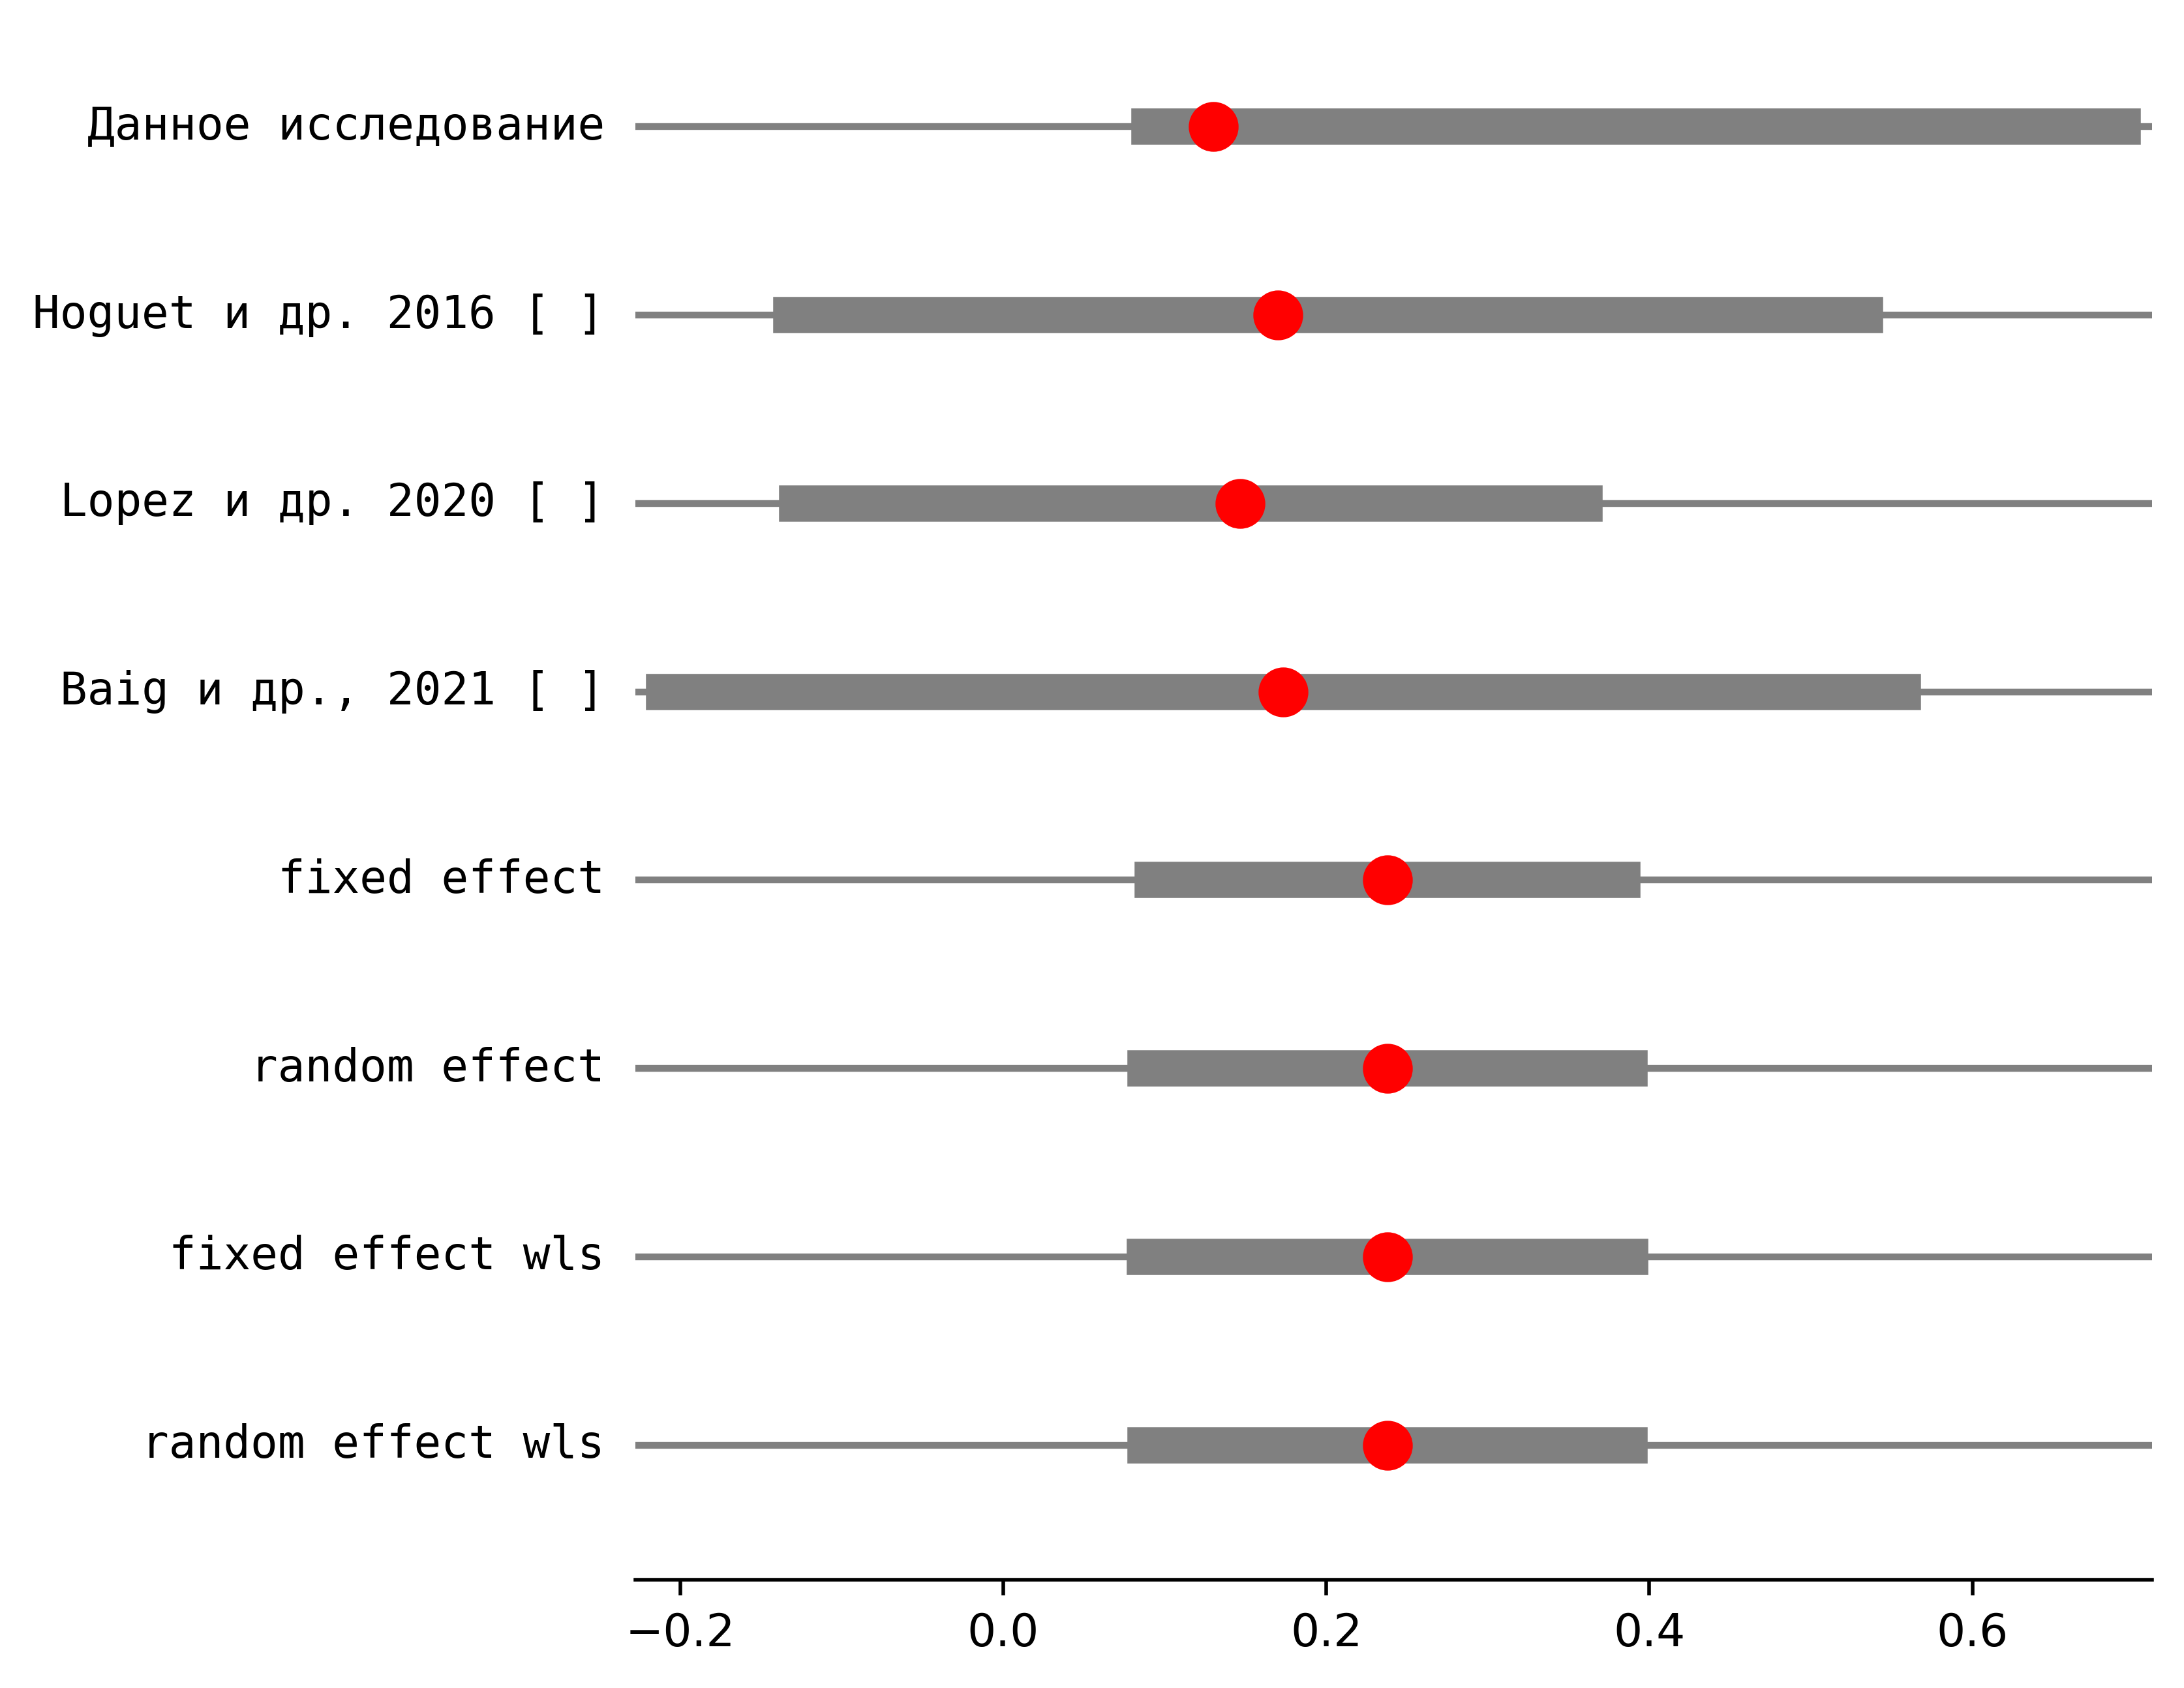 Данное исследование
Hoguet и др. 2016 [ ]
Lopez и др. 2020 [ ]
Baig и др., 2021 [ ]
fixed effect
random effect
fixed effect wls
random effect wls
−0.2 0.0 0.2 0.4 0.6